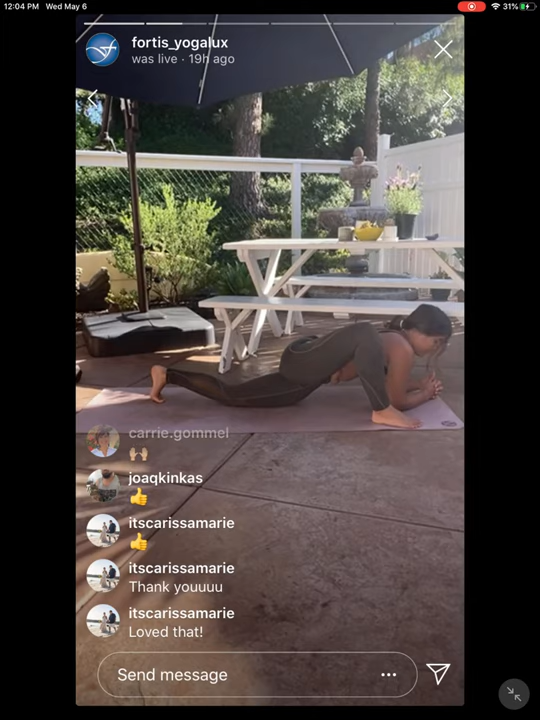 12:04 PM Wed May 6
31%
fortis_yogalux
was live · 19h ago
carrie.gommel
🙌🏼
joaqkinkas
👍
itscarissamarie
👍
itscarissamarie
Thank youuuu
itscarissamarie
Loved that!
Send message